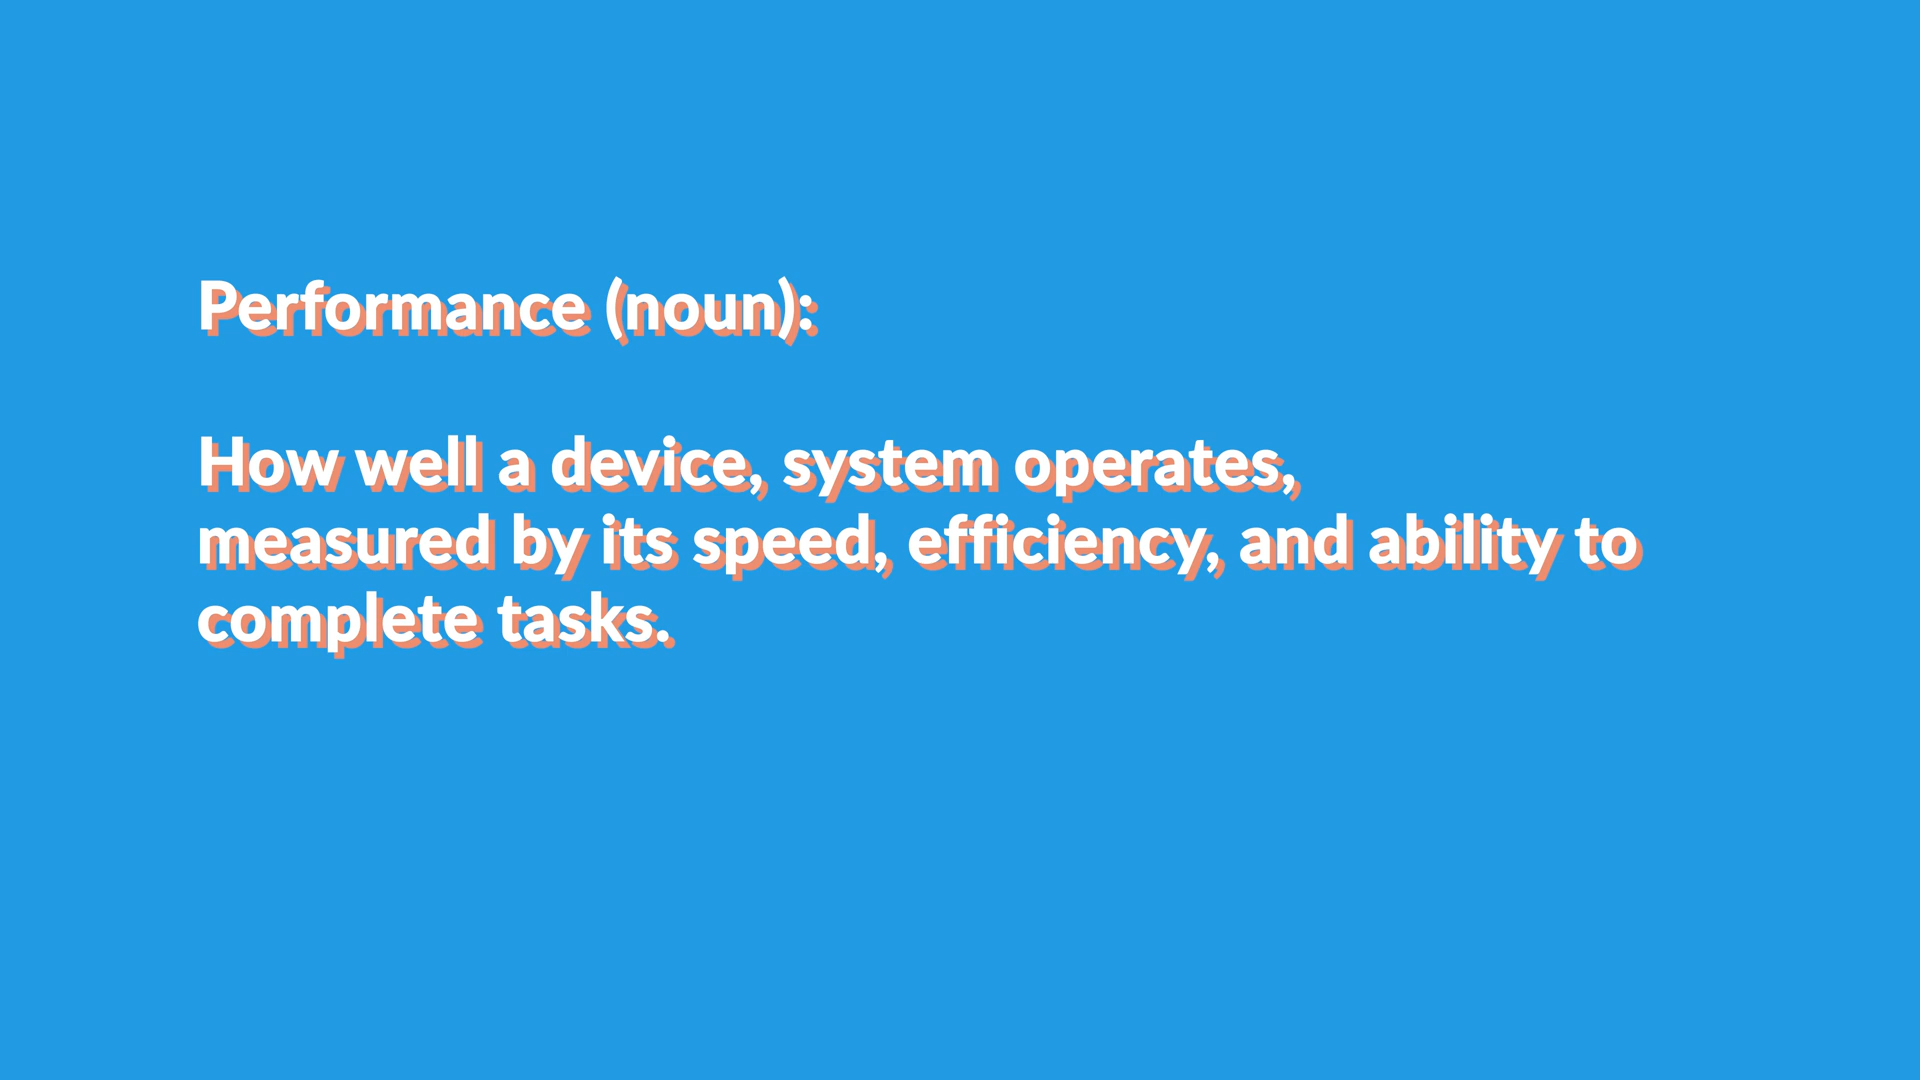 Performance (noun):
How well a device, system operates,
measured by its speed, efficiency, and ability to
complete tasks.